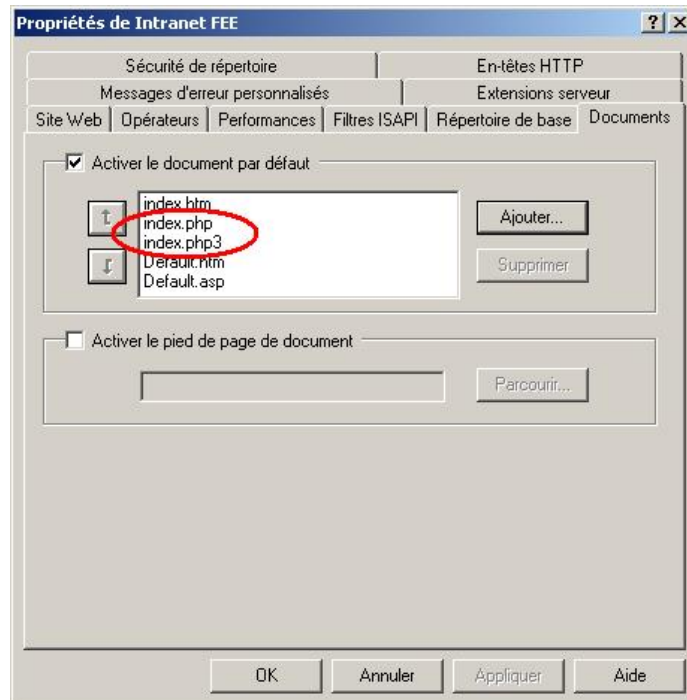 Propriétés de Intranet FEE
Sécurité de répertoire
En-têtes HTTP
Messages d'erreur personnalisés
Extensions serveur
Site Web
Opérateurs
Performances
Filtres ISAPI
Répertoire de base
Documents
Activer le document par défaut
index.htm
index.php
index.php3
Default.htm
Default.asp
Ajouter...
Supprimer
Activer le pied de page de document
Parcourir...
OK
Annuler
Appliquer
Aide